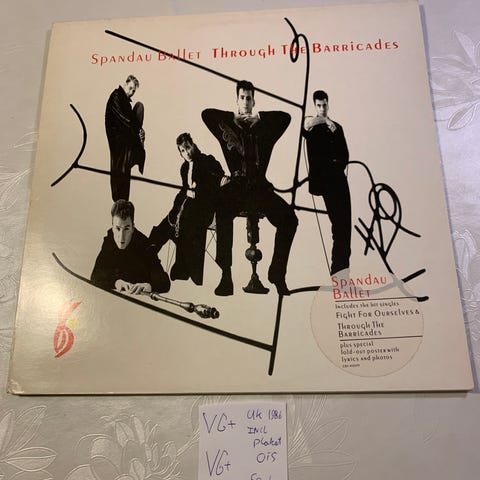 Spandau Ballet Through The Barricades
Spandau
Ballet
Includes the hit singles
Fight For Ourselves &
Through The
Barricades
plus special
fold-out poster with
lyrics and photos
VG+
VG+
UK 1986
INCL
Plakat
OIS